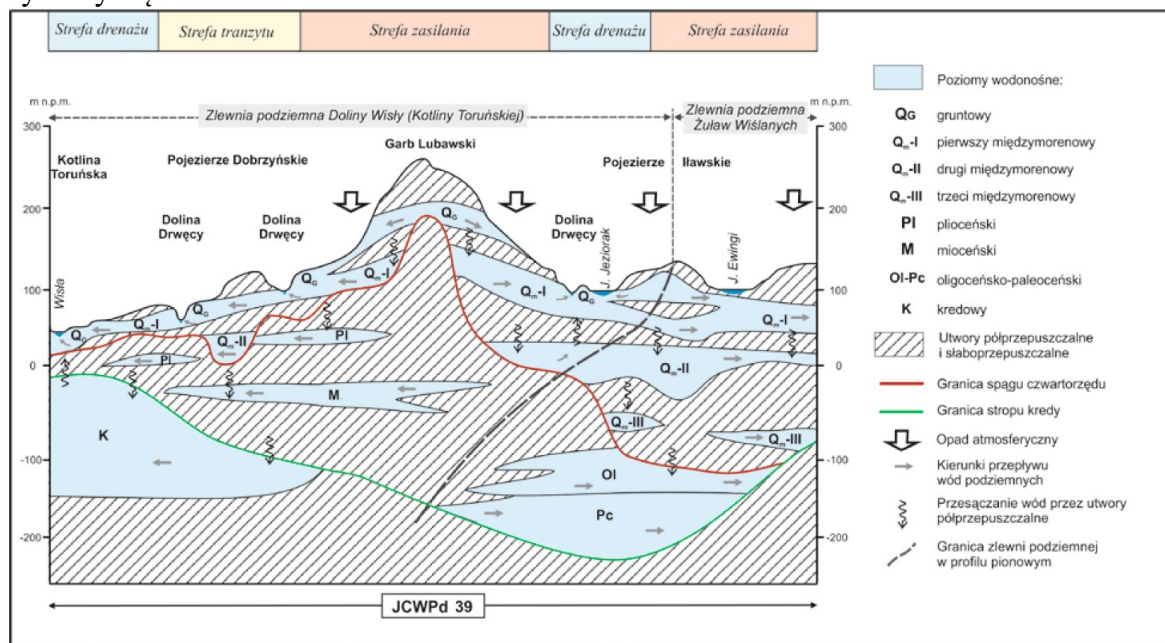 Strefa drenażu
Strefa tranzytu
Strefa zasilania
Strefa drenażu
Strefa zasilania
m n.p.m.
Zlewnia podziemna Doliny Wisły (Kotliny Toruńskiej)
Zlewnia podziemna
Żuław Wiślanych
m n.p.m.
300
300
Garb Lubawski
Kotlina
Toruńska
Pojezierze Dobrzyńskie
Pojezierze
Iławskie
200
200
Dolina
Drwęcy
Dolina
Drwęcy
Dolina
Drwęcy
J. Jeziorak
J. Ewingi
Wisła
QG
Qm-I
QG
Qm-I
QG
100
100
QG
Qm-I
Qm-I
QG
Qm-II
Pl
Pl
Qm-II
0
0
M
Qm-III
Qm-III
K
-100
-100
Ol
Pc
-200
-200
JCWPd 39
Poziomy wodonośne:
QG gruntowy
Qm-I pierwszy międzymorenowy
Qm-II drugi międzymorenowy
Qm-III trzeci międzymorenowy
Pl plioceński
M mioceński
Ol-Pc oligoceńsko-paleoceński
K kredowy
Utwory półprzepuszczalne
i słaboprzepuszczalne
Granica spągu czwartorzędu
Granica stropu kredy
Opad atmosferyczny
Kierunki przepływu
wód podziemnych
Przesączanie wód przez utwory
półprzepuszczalne
Granica zlewni podziemnej
w profilu pionowym